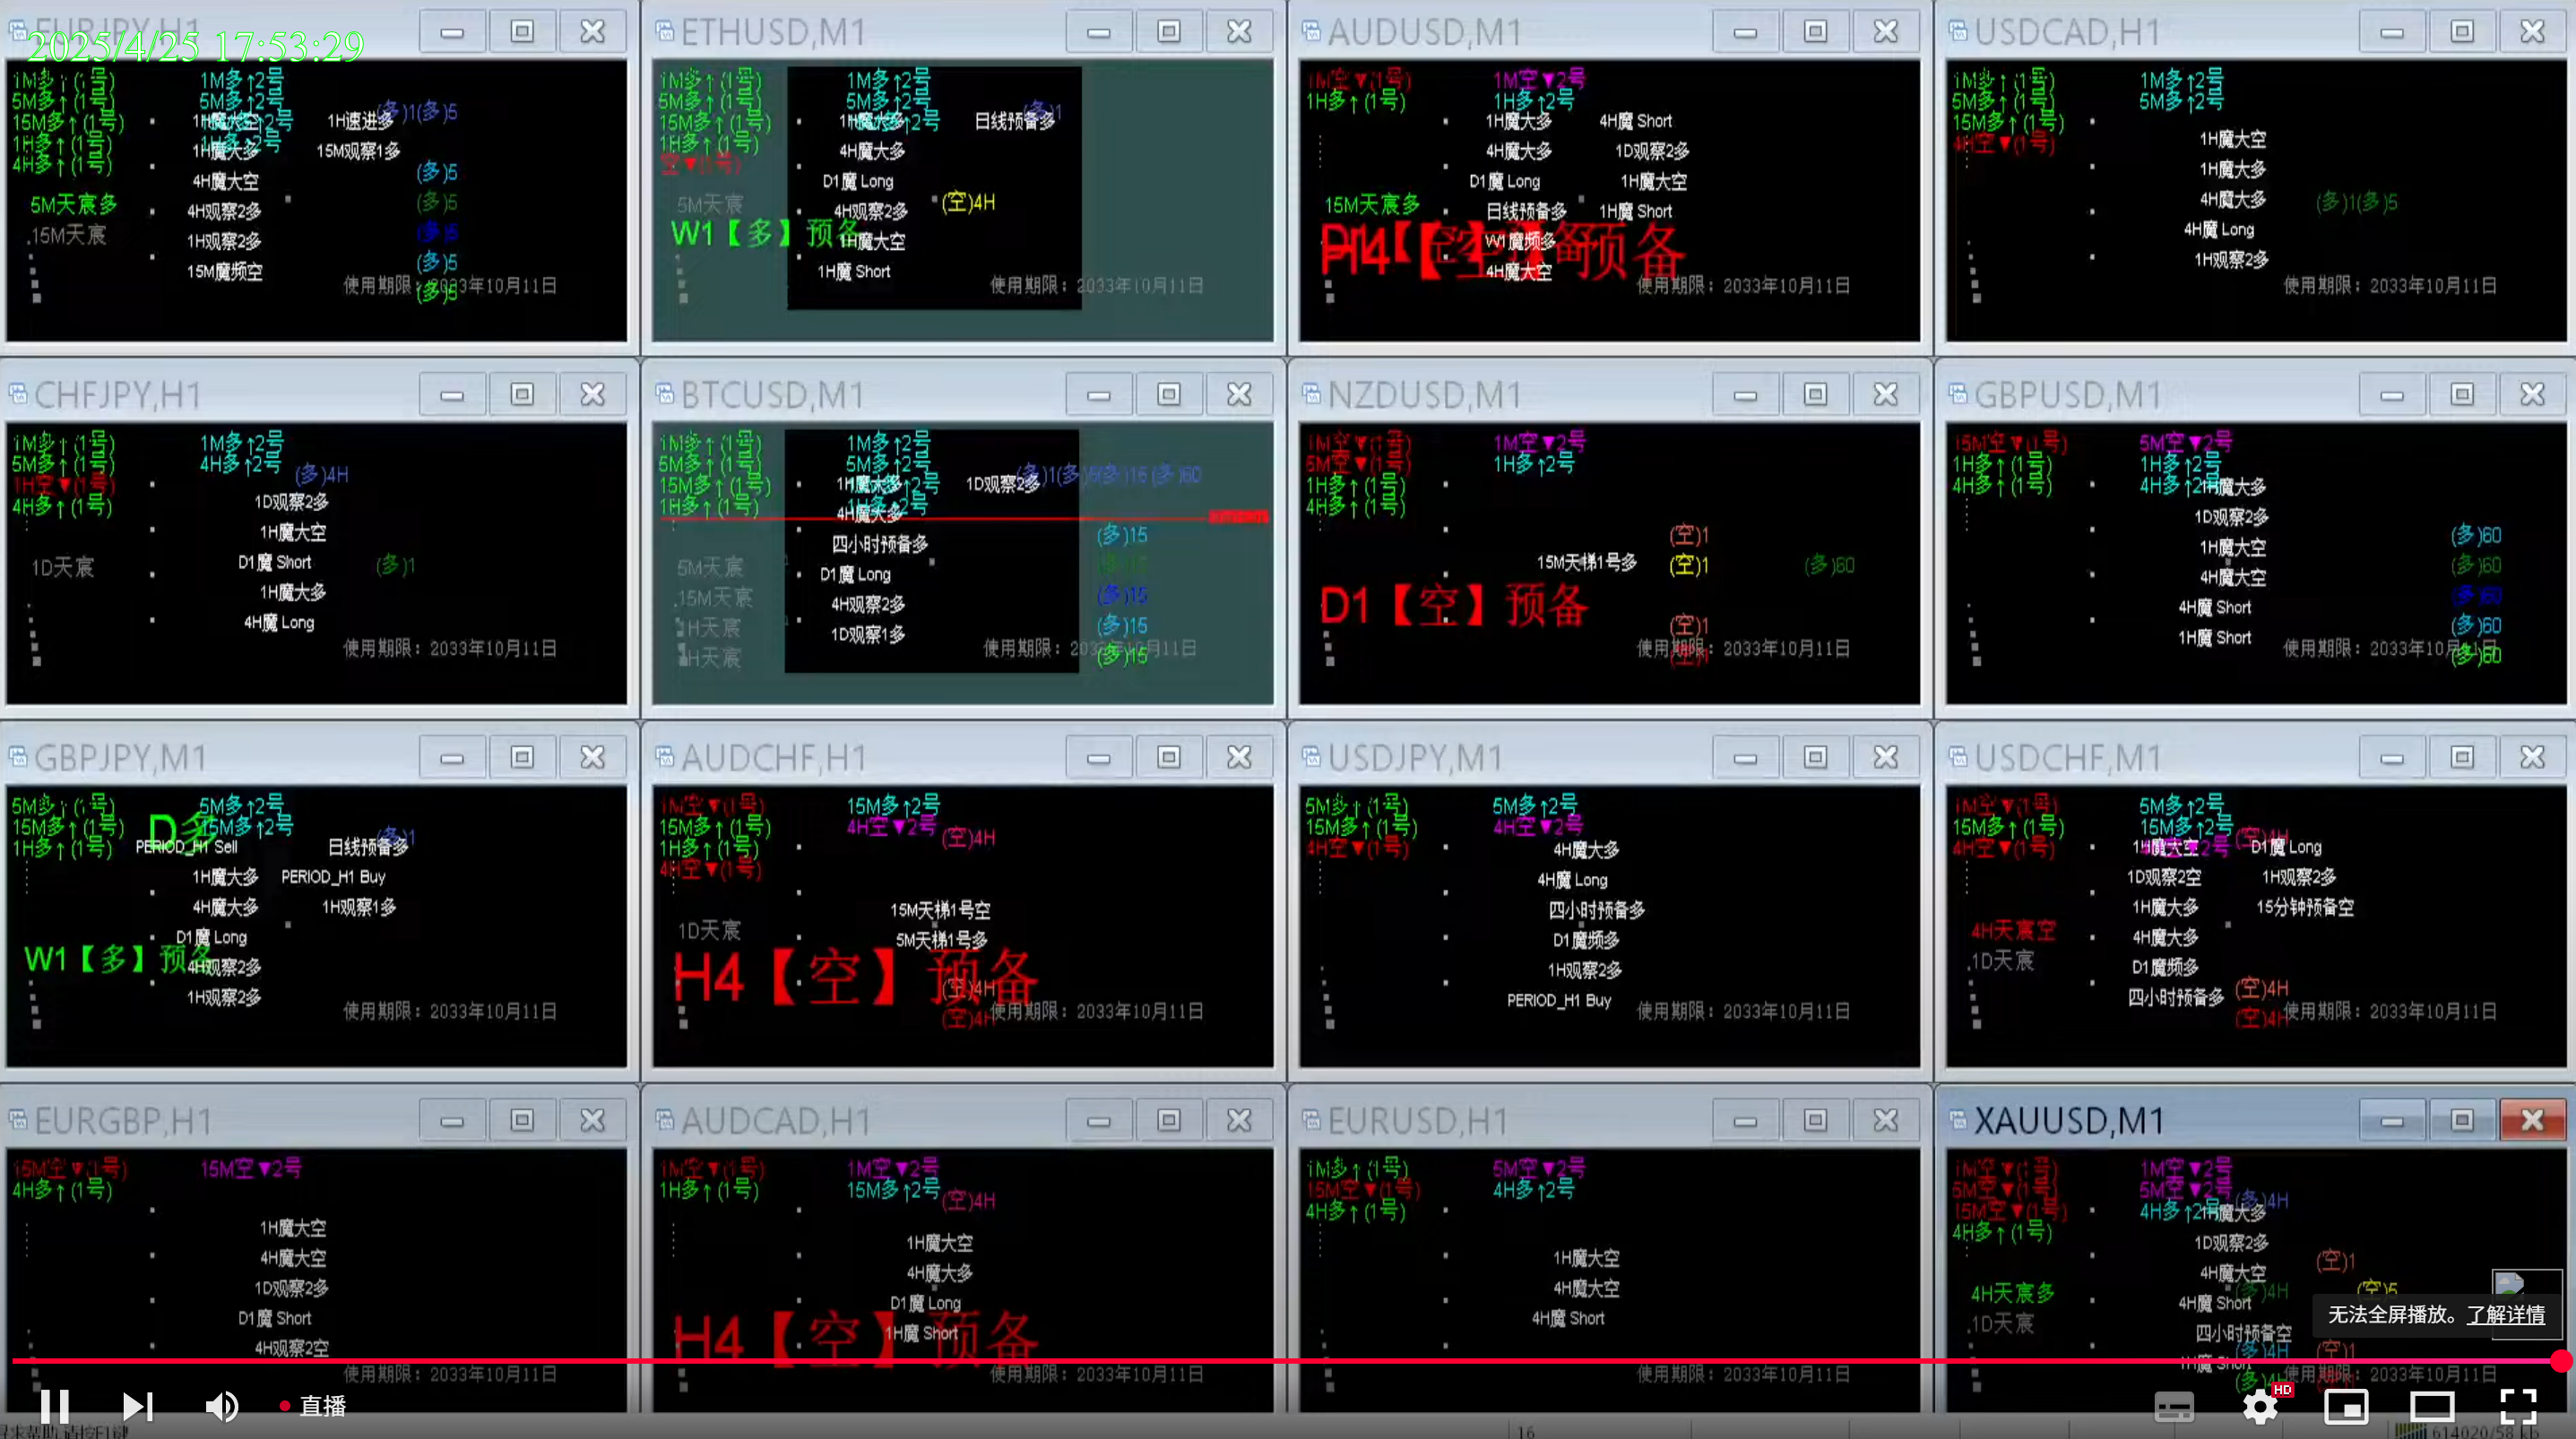 EURJPY,H1
2025/4/25 17:53:29
1M多↑(1号)
5M多↑(1号)
15M多↑(1号)
1H多↑(1号)
4H多↑(1号)
1M多↑2号
5M多↑2号
1H魔大空
1H魔大多
4H魔大空
4H观察2多
1H观察2多
15M魔频空
1H速进多
15M观察1多
(多)1(多)5
(多)5
(多)5
(多)5
(多)5
(多)5
5M天宸多
15M天宸
使用期限：2033年10月11日
ETHUSD,M1
1M多↑(1号)
5M多↑(1号)
15M多↑(1号)
1H多↑(1号)
空▼(1号)
1M多↑2号
5M多↑2号
1H魔大多
4H魔大多
D1魔 Long
4H观察2多
1H魔大空
1H魔 Short
日线预备多
(空)4H
5M天宸
W1【多】预备
使用期限：2033年10月11日
AUDUSD,M1
1M空▼(1号)
1H多↑(1号)
1M空▼2号
1H多↑2号
1H魔大多
4H魔大多
D1魔 Long
日线预备多
W1魔频多
4H魔大空
4H魔 Short
1D观察2多
1H魔大空
1H魔 Short
15M天宸多
使用期限：2033年10月11日
USDCAD,H1
1M多↑(1号)
5M多↑(1号)
15M多↑(1号)
4H空▼(1号)
1M多↑2号
5M多↑2号
1H魔大空
1H魔大多
4H魔大多
4H魔 Long
1H观察2多
(多)1(多)5
使用期限：2033年10月11日
CHFJPY,H1
1M多↑(1号)
5M多↑(1号)
1H空▼(1号)
4H多↑(1号)
1M多↑2号
4H多↑2号
(多)4H
1D观察2多
1H魔大空
D1魔 Short
1H魔大多
4H魔 Long
(多)1
1D天宸
使用期限：2033年10月11日
BTCUSD,M1
1M多↑(1号)
5M多↑(1号)
15M多↑(1号)
1H多↑(1号)
1M多↑2号
5M多↑2号
1H魔大多
4H魔大多
四小时预备多
D1魔 Long
4H观察2多
1D观察1多
1D观察2多
(多)15
(多)15
(多)15
(多)15
5M天宸
15M天宸
1H天宸
使用期限：2033年10月11日
NZDUSD,M1
1M空▼(1号)
5M空▼(1号)
1H多↑(1号)
4H多↑(1号)
1M空▼2号
1H多↑2号
15M天梯1号多
(空)1
(空)1
(空)1
(多)60
D1【空】预备
使用期限：2033年10月11日
GBPUSD,M1
15M空▼(1号)
1H多↑(1号)
4H多↑(1号)
5M空▼2号
1H多↑2号
4H多↑2号
1H魔大多
1D观察2多
1H魔大空
4H魔大空
4H魔 Short
1H魔 Short
(多)60
(多)60
(多)60
(多)60
(多)60
使用期限：2033年10月11日
GBPJPY,M1
5M多↑(1号)
15M多↑(1号)
1H多↑(1号)
D多
5M多↑2号
15M多↑2号
PERIOD_H1 Sell
1H魔大多
4H魔大多
D1魔 Long
4H观察2多
1H观察2多
日线预备多
PERIOD_H1 Buy
1H观察1多
(多)1
W1【多】预备
使用期限：2033年10月11日
AUDCHF,H1
1M空▼(1号)
15M多↑(1号)
1H多↑(1号)
4H空▼(1号)
15M多↑2号
4H空▼2号
(空)4H
15M天梯1号空
5M天梯1号多
1D天宸
H4【空】预备
(空)4H
(空)4H
使用期限：2033年10月11日
USDJPY,M1
5M多↑(1号)
15M多↑(1号)
4H空▼(1号)
5M多↑2号
4H空▼2号
4H魔大多
4H魔 Long
四小时预备多
D1魔频多
1H观察2多
PERIOD_H1 Buy
使用期限：2033年10月11日
USDCHF,M1
1M空▼(1号)
15M多↑(1号)
4H空▼(1号)
5M多↑2号
15M多↑2号
(空)4H
1H魔大空
1D观察2空
1H魔大多
4H魔大多
D1魔频多
四小时预备多
D1魔 Long
1H观察2多
15分钟预备空
4H天宸空
1D天宸
(空)4H
(空)4H
使用期限：2033年10月11日
EURGBP,H1
15M空▼(1号)
4H多↑(1号)
15M空▼2号
1H魔大空
4H魔大空
1D观察2多
D1魔 Short
4H观察2空
使用期限：2033年10月11日
AUDCAD,H1
1M空▼(1号)
1H多↑(1号)
1M空▼2号
15M多↑2号
(空)4H
1H魔大空
4H魔大多
D1魔 Long
1H魔 Short
H4【空】预备
使用期限：2033年10月11日
EURUSD,H1
1M多↑(1号)
15M空▼(1号)
4H多↑(1号)
5M空▼2号
4H多↑2号
1H魔大空
4H魔大空
4H魔 Short
使用期限：2033年10月11日
XAUUSD,M1
1M空▼(1号)
5M空▼(1号)
15M空▼(1号)
4H多↑(1号)
1M空▼2号
5M空▼2号
4H多↑2号
(多)4H
1H魔大多
1D观察2多
4H魔大空
4H魔 Short
四小时预备空
1H魔 Short
(空)1
(多)4H
(空)5
4H天宸多
1D天宸
(多)4H
(空)1
使用期限：2033年10月11日
无法全屏播放。了解详情
直播
HD
16
614020/58 kb